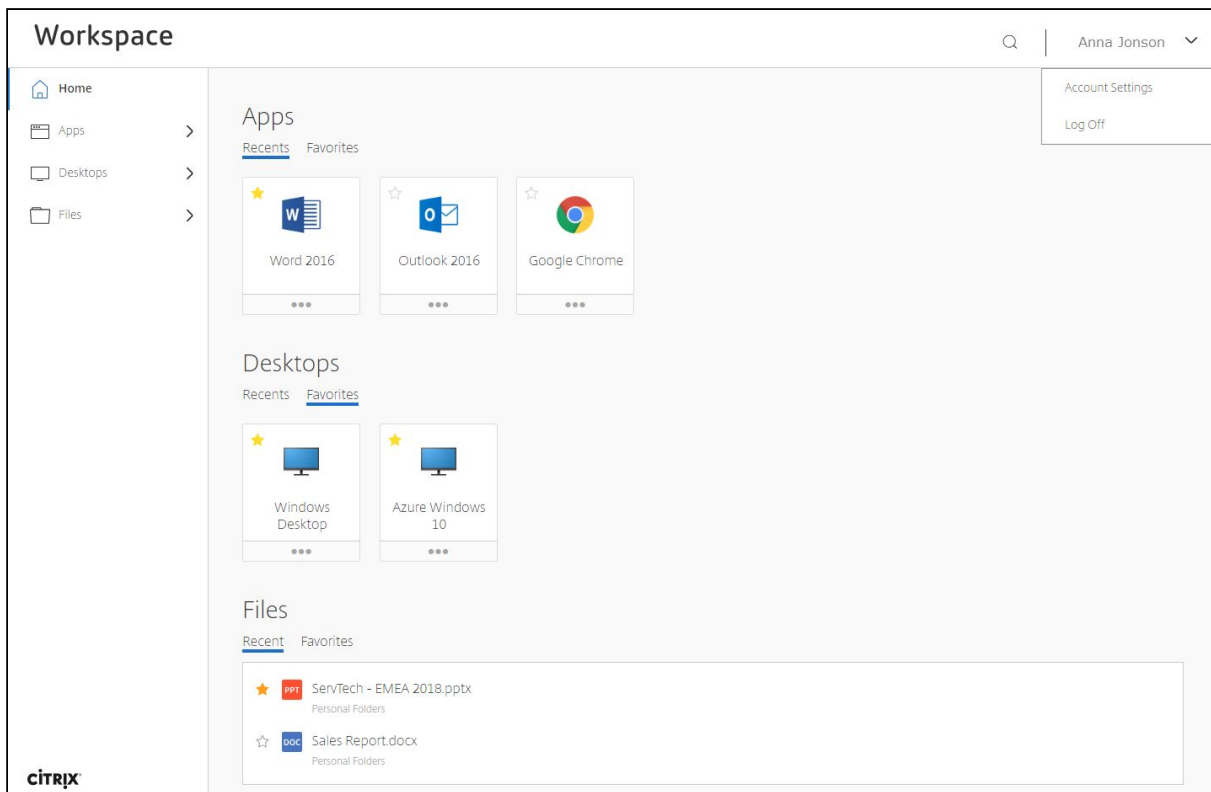 Workspace
Anna Jonson
Account Settings
Log Off
Home
Apps
Desktops
Files
Apps
Recents Favorites
W
O
Word 2016
Outlook 2016
Google Chrome
Desktops
Recents Favorites
Windows
Desktop
Azure Windows
10
Files
Recent Favorites
PPT ServTech - EMEA 2018.pptx
Personal Folders
DOC Sales Report.docx
Personal Folders
CİTRIX